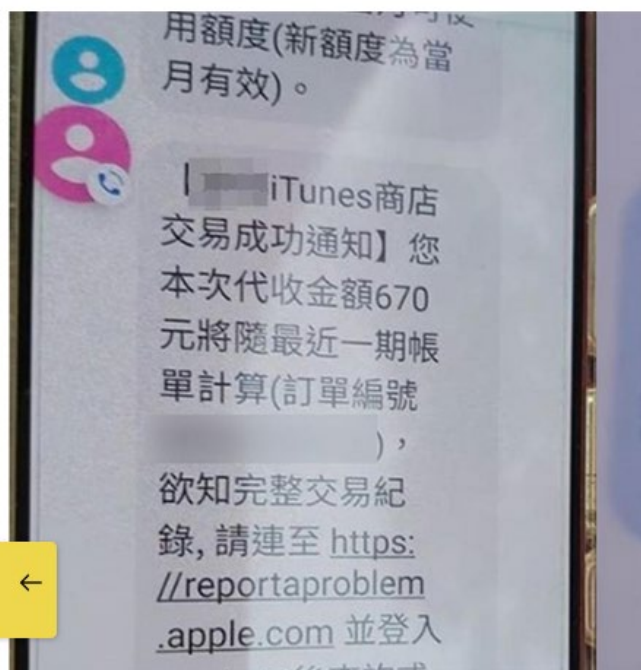 用額度(新額度為當
月有效)。
iTunes商店
交易成功通知】您
本次代收金額670
元將隨最近一期帳
單計算(訂單編號
)，
欲知完整交易紀
錄, 請連至 https:
//reportaproblem
.apple.com 並登入